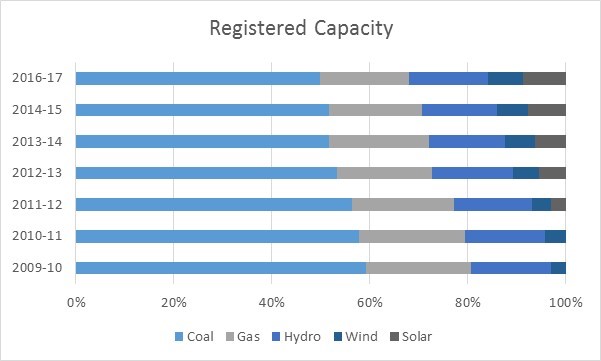 Registered Capacity
2016-17
2014-15
2013-14
2012-13
2011-12
2010-11
2009-10
0% 20% 40% 60% 80% 100%
Coal Gas Hydro Wind Solar